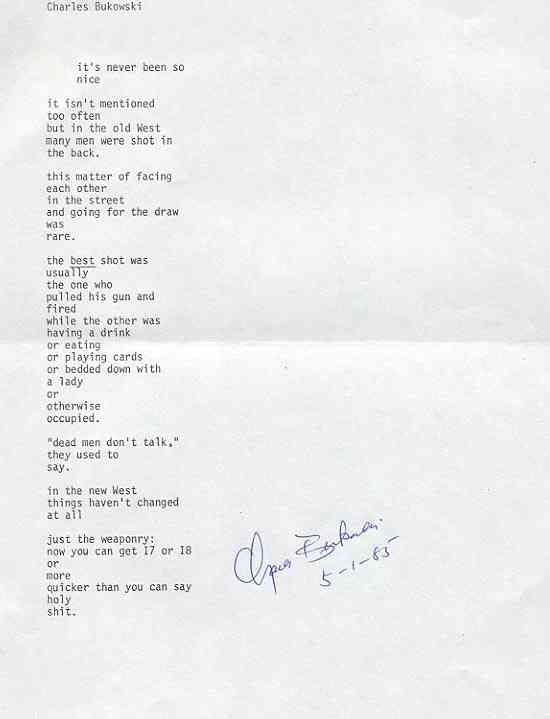 Charles Bukowski
it's never been so
nice
it isn't mentioned
too often
but in the old West
many men were shot in
the back.
this matter of facing
each other
in the street
and going for the draw
was
rare.
the best shot was
usually
the one who
pulled his gun and
fired
while the other was
having a drink
or eating
or playing cards
or bedded down with
a lady
or
otherwise
occupied.
"dead men don't talk,"
they used to
say.
in the new West
things haven't changed
at all
just the weaponry:
now you can get 17 or 18
or
more
quicker than you can say
holy
shit.
Charles Bukowski
5-1-85